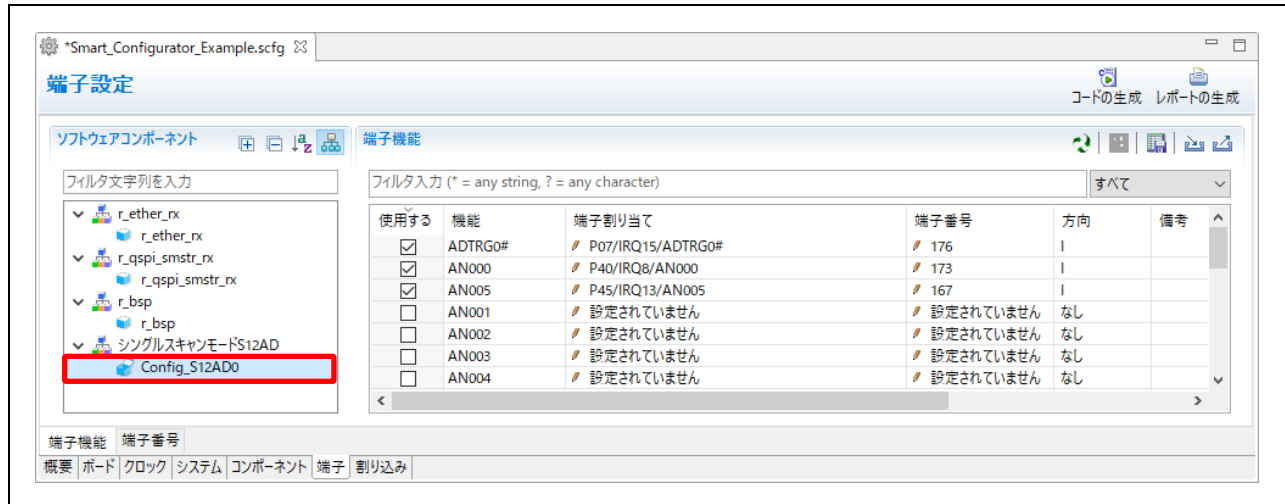 *Smart_Configurator_Example.scfg
端子設定
コードの生成 レポートの生成
ソフトウェアコンポーネント
端子機能
フィルタ文字列を入力
フィルタ入力 (* = any string, ? = any character)
すべて
r_ether_rx
r_ether_rx
r_qspi_smstr_rx
r_qspi_smstr_rx
r_bsp
r_bsp
シングルスキャンモードS12AD
Config_S12AD0
使用する 機能 端子割り当て 端子番号 方向 備考
ADTRG0# P07/IRQ15/ADTRG0# 176 I
AN000 P40/IRQ8/AN000 173 I
AN005 P45/IRQ13/AN005 167 I
AN001 設定されていません 設定されていません なし
AN002 設定されていません 設定されていません なし
AN003 設定されていません 設定されていません なし
AN004 設定されていません 設定されていません なし
端子機能 端子番号
概要 ボード クロック システム コンポーネント 端子 割り込み